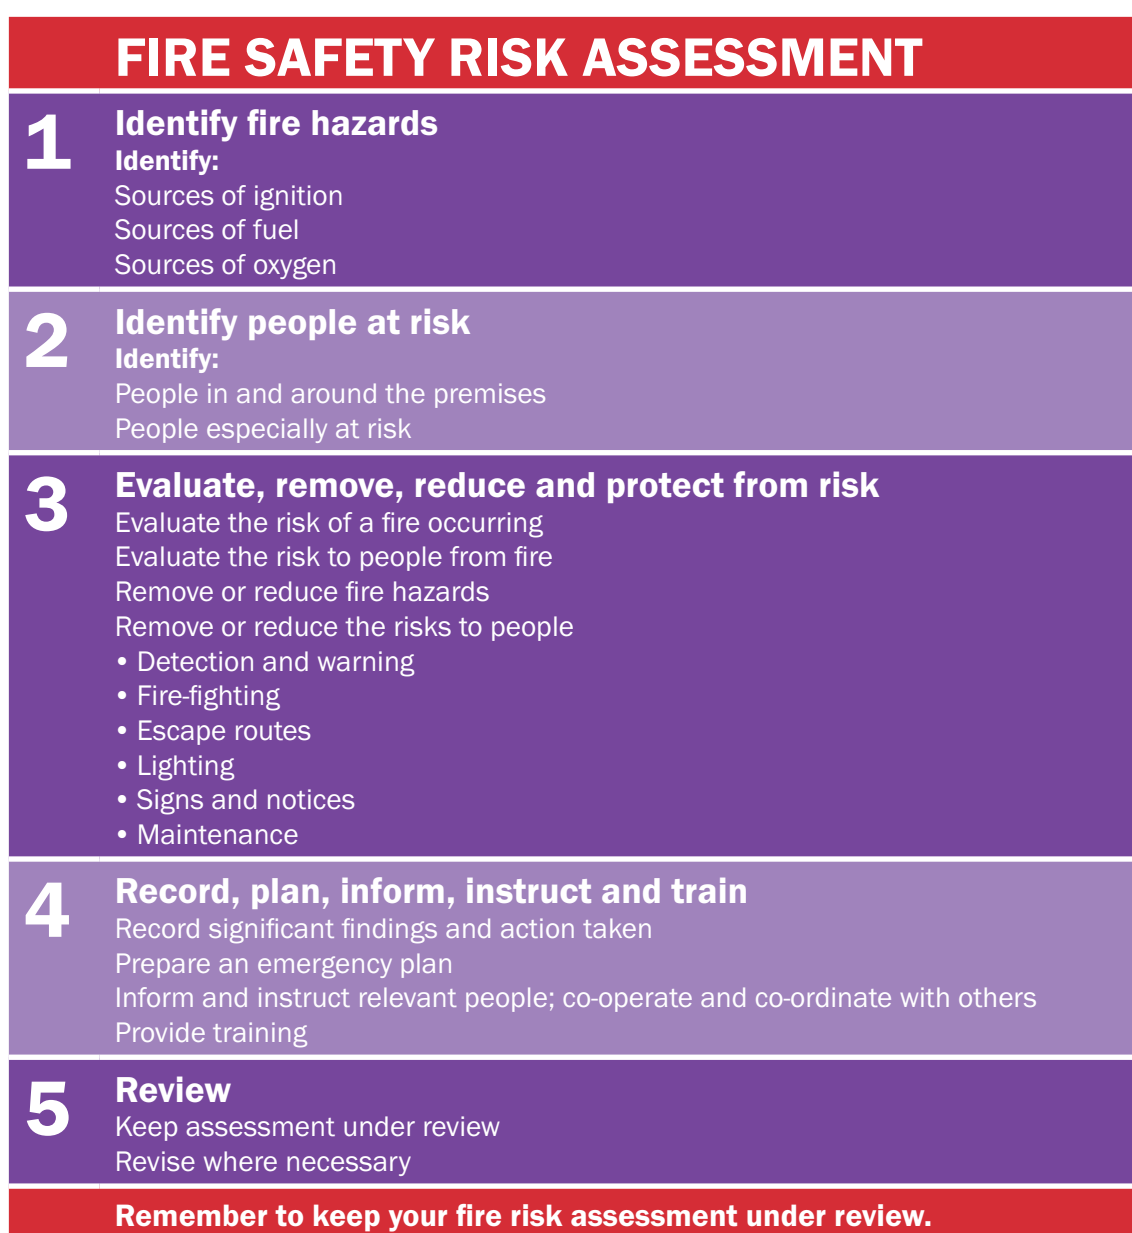 FIRE SAFETY RISK ASSESSMENT
1
Identify fire hazards
Identify:
Sources of ignition
Sources of fuel
Sources of oxygen
2
Identify people at risk
Identify:
People in and around the premises
People especially at risk
3
Evaluate, remove, reduce and protect from risk
Evaluate the risk of a fire occurring
Evaluate the risk to people from fire
Remove or reduce fire hazards
Remove or reduce the risks to people
• Detection and warning
• Fire-fighting
• Escape routes
• Lighting
• Signs and notices
• Maintenance
4
Record, plan, inform, instruct and train
Record significant findings and action taken
Prepare an emergency plan
Inform and instruct relevant people; co-operate and co-ordinate with others
Provide training
5
Review
Keep assessment under review
Revise where necessary
Remember to keep your fire risk assessment under review.